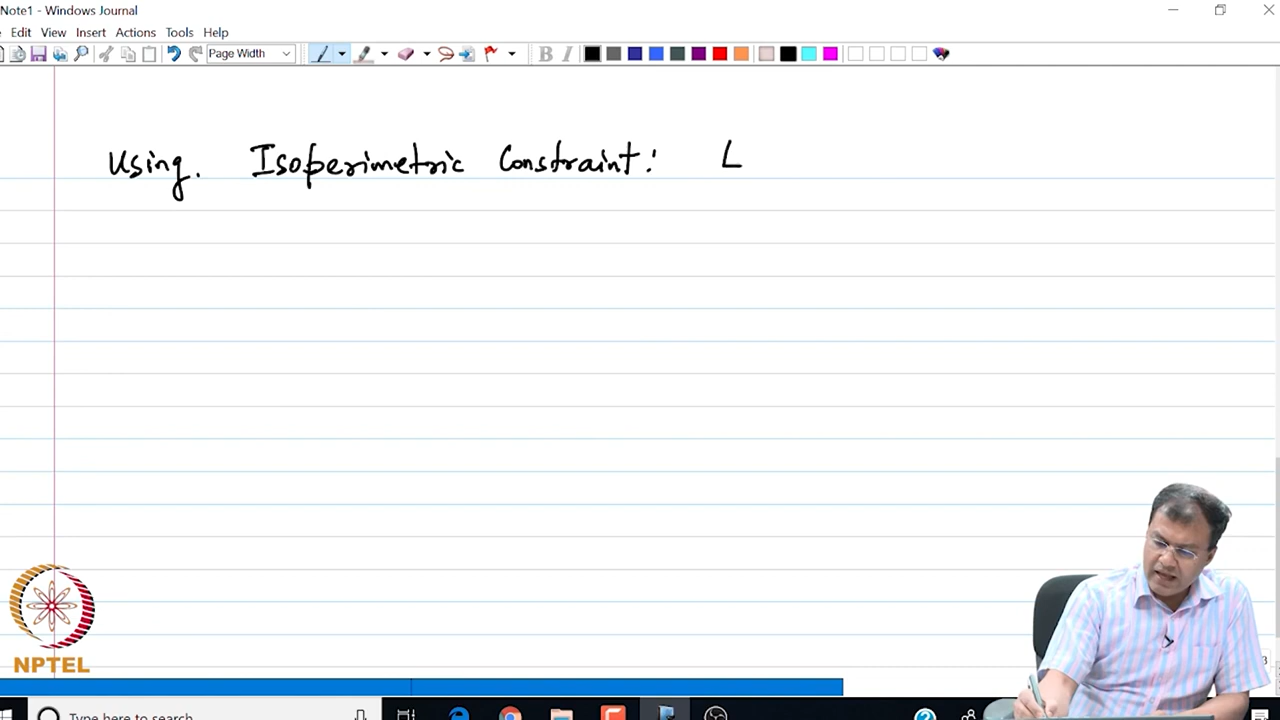 Note1 - Windows Journal
Edit View Insert Actions Tools Help
Page Width
B I
Using. Isoperimetric Constraint: L
NPTEL
3
Type here to search